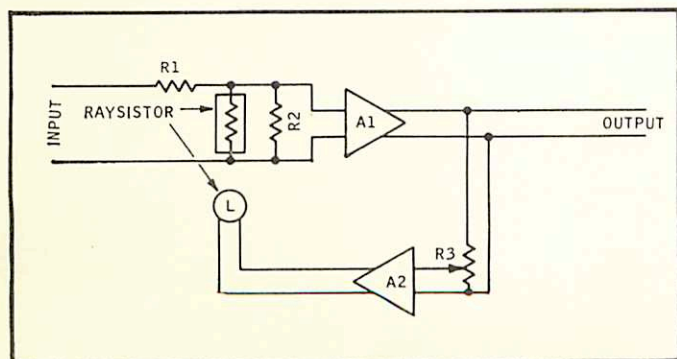 R1
INPUT
RAYSISTOR
R2
A1
OUTPUT
L
R3
A2